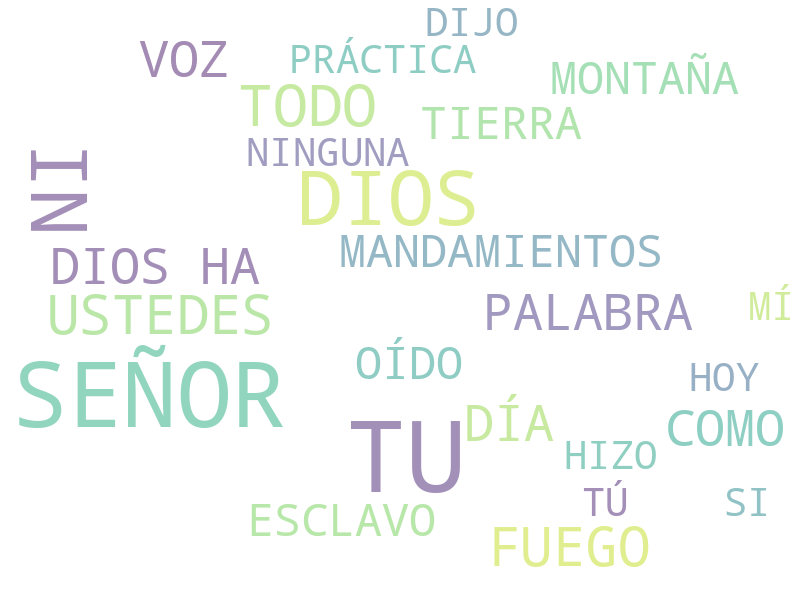 DIJO
VOZ
PRÁCTICA
MONTAÑA
TODO
TIERRA
NINGUNA
NI
DIOS
MANDAMIENTOS
DIOS HA
USTEDES
PALABRA
MÍ
SEÑOR
OÍDO
HOY
TU
DÍA
COMO
HIZO
TÚ
SI
ESCLAVO
FUEGO